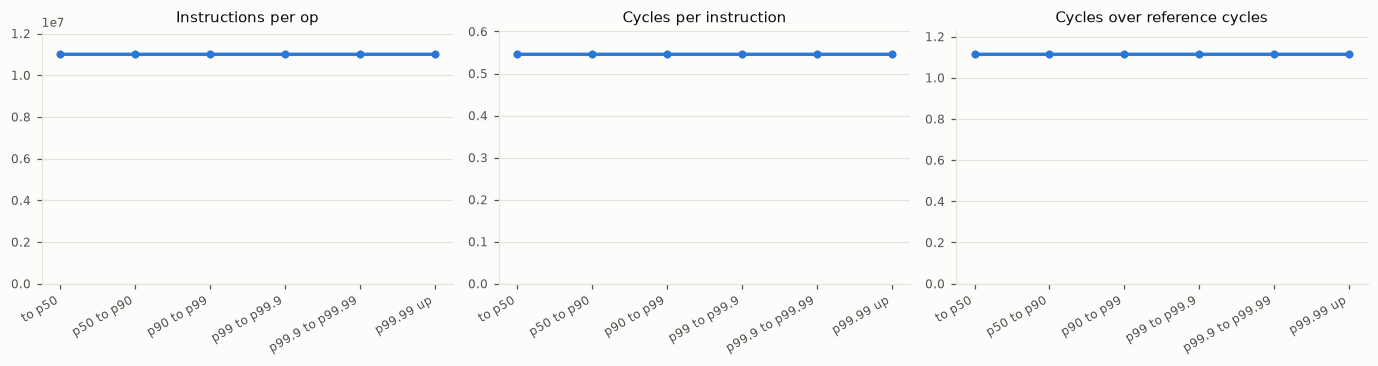 Instructions per op
1e7
1.2
1.0
0.8
0.6
0.4
0.2
0.0
to p50
p50 to p90
p90 to p99
p99 to p99.9
p99.9 to p99.99
p99.99 up
Cycles per instruction
0.6
0.5
0.4
0.3
0.2
0.1
0.0
to p50
p50 to p90
p90 to p99
p99 to p99.9
p99.9 to p99.99
p99.99 up
Cycles over reference cycles
1.2
1.0
0.8
0.6
0.4
0.2
0.0
to p50
p50 to p90
p90 to p99
p99 to p99.9
p99.9 to p99.99
p99.99 up